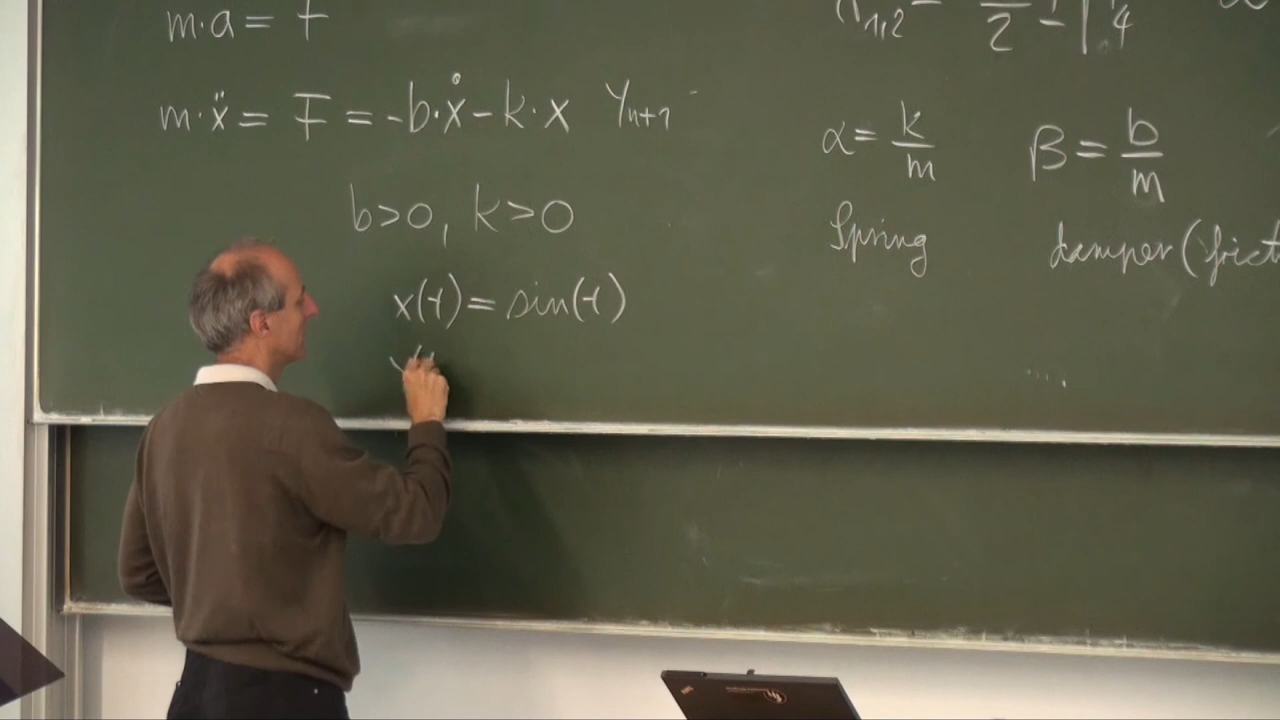 m·a = F
m·ẍ = F = -b·ẋ - k·x
y_{n+1}
b>0, k>0
x(t) = sin(t)
α = k/m
β = b/m
Spring
damper (frict